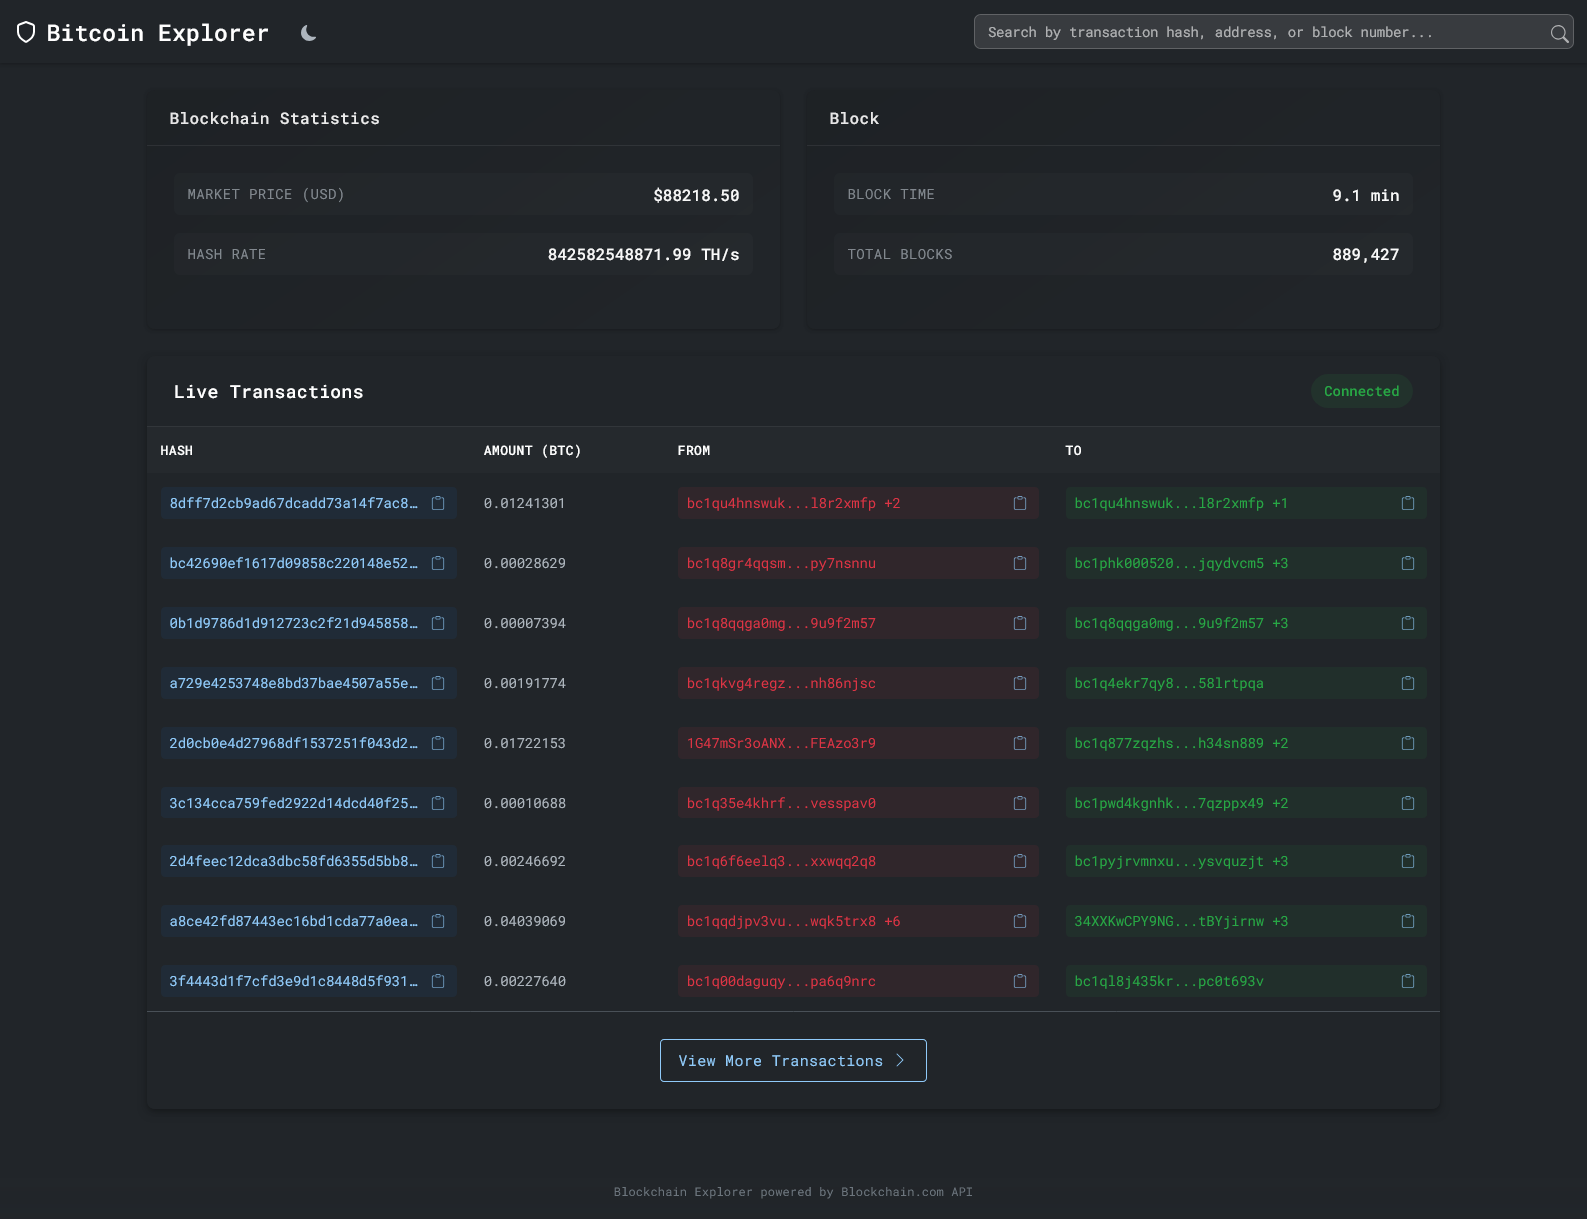 Bitcoin Explorer
Search by transaction hash, address, or block number...
Blockchain Statistics
MARKET PRICE (USD) $88218.50
HASH RATE 842582548871.99 TH/s
Block
BLOCK TIME 9.1 min
TOTAL BLOCKS 889,427
Live Transactions
Connected
HASH AMOUNT (BTC) FROM TO
8dff7d2cb9ad67dcadd73a14f7ac8… 0.01241301 bc1qu4hnswuk...l8r2xmfp +2 bc1qu4hnswuk...l8r2xmfp +1
bc42690ef1617d09858c220148e52… 0.00028629 bc1q8gr4qqsm...py7nsnnu bc1phk000520...jqydvcm5 +3
0b1d9786d1d912723c2f21d945858… 0.00007394 bc1q8qqga0mg...9u9f2m57 bc1q8qqga0mg...9u9f2m57 +3
a729e4253748e8bd37bae4507a55e… 0.00191774 bc1qkvg4regz...nh86njsc bc1q4ekr7qy8...58lrtpqa
2d0cb0e4d27968df1537251f043d2… 0.01722153 1G47mSr3oANX...FEAzo3r9 bc1q877zqzhs...h34sn889 +2
3c134cca759fed2922d14dcd40f25… 0.00010688 bc1q35e4khrf...vesspav0 bc1pwd4kgnhk...7qzppx49 +2
2d4feec12dca3dbc58fd6355d5bb8… 0.00246692 bc1q6f6eelq3...xxwqq2q8 bc1pyjrvmnxu...ysvquzjt +3
a8ce42fd87443ec16bd1cda77a0ea… 0.04039069 bc1qqdjpv3vu...wqk5trx8 +6 34XXKwCPY9NG...tBYjirnw +3
3f4443d1f7cfd3e9d1c8448d5f931… 0.00227640 bc1q00daguqy...pa6q9nrc bc1ql8j435kr...pc0t693v
View More Transactions
Blockchain Explorer powered by Blockchain.com API